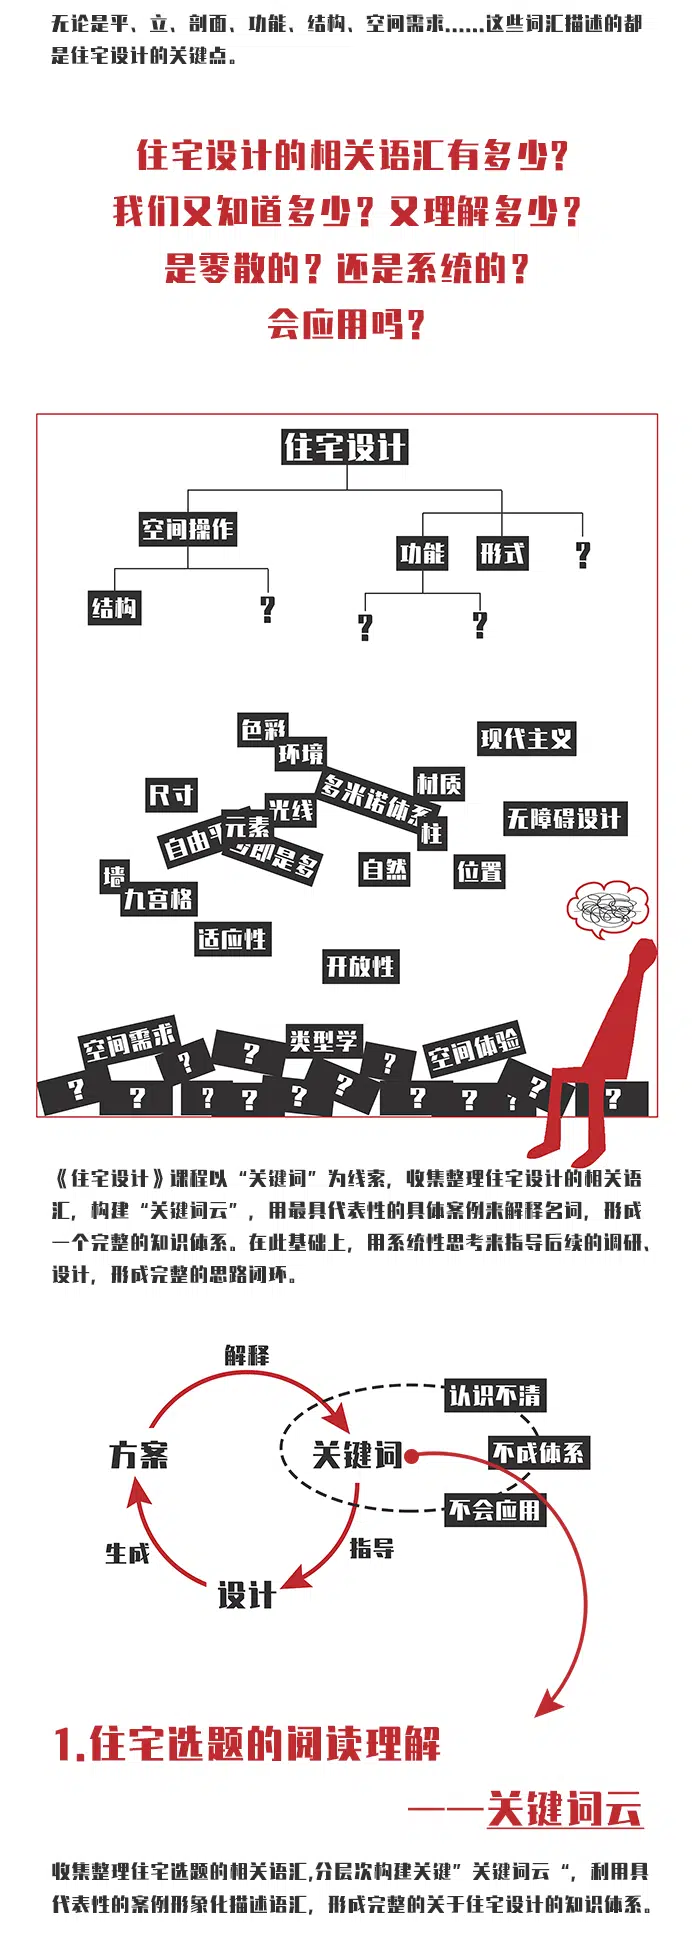 无论是平、立、剖面、功能、结构、空间需求……这些词汇描述的都
是住宅设计的关键点。
住宅设计的相关语汇有多少？
我们又知道多少？又理解多少？
是零散的？还是系统的？
会应用吗？
住宅设计
空间操作
功能
形式
?
结构
?
?
?
色彩
环境
现代主义
多米诺体系
材质
尺寸
光线
无障碍设计
元素
自由平
柱
即是多
自然
位置
墙
九宫格
适应性
开放性
空间需求
?
?
类型学
?
空间体验
?
?
?
?
?
?
?
?
?
?
?
《住宅设计》课程以“关键词”为线索，收集整理住宅设计的相关语
汇，构建“关键词云”，用最具代表性的具体案例来解释名词，形成
一个完整的知识体系。在此基础上，用系统性思考来指导后续的调研、
设计，形成完整的思路闭环。
解释
认识不清
方案
关键词
不成体系
不会应用
生成
指导
设计
1.住宅选题的阅读理解
——关键词云
收集整理住宅选题的相关语汇,分层次构建关键”关键词云“，利用具
代表性的案例形象化描述语汇，形成完整的关于住宅设计的知识体系。